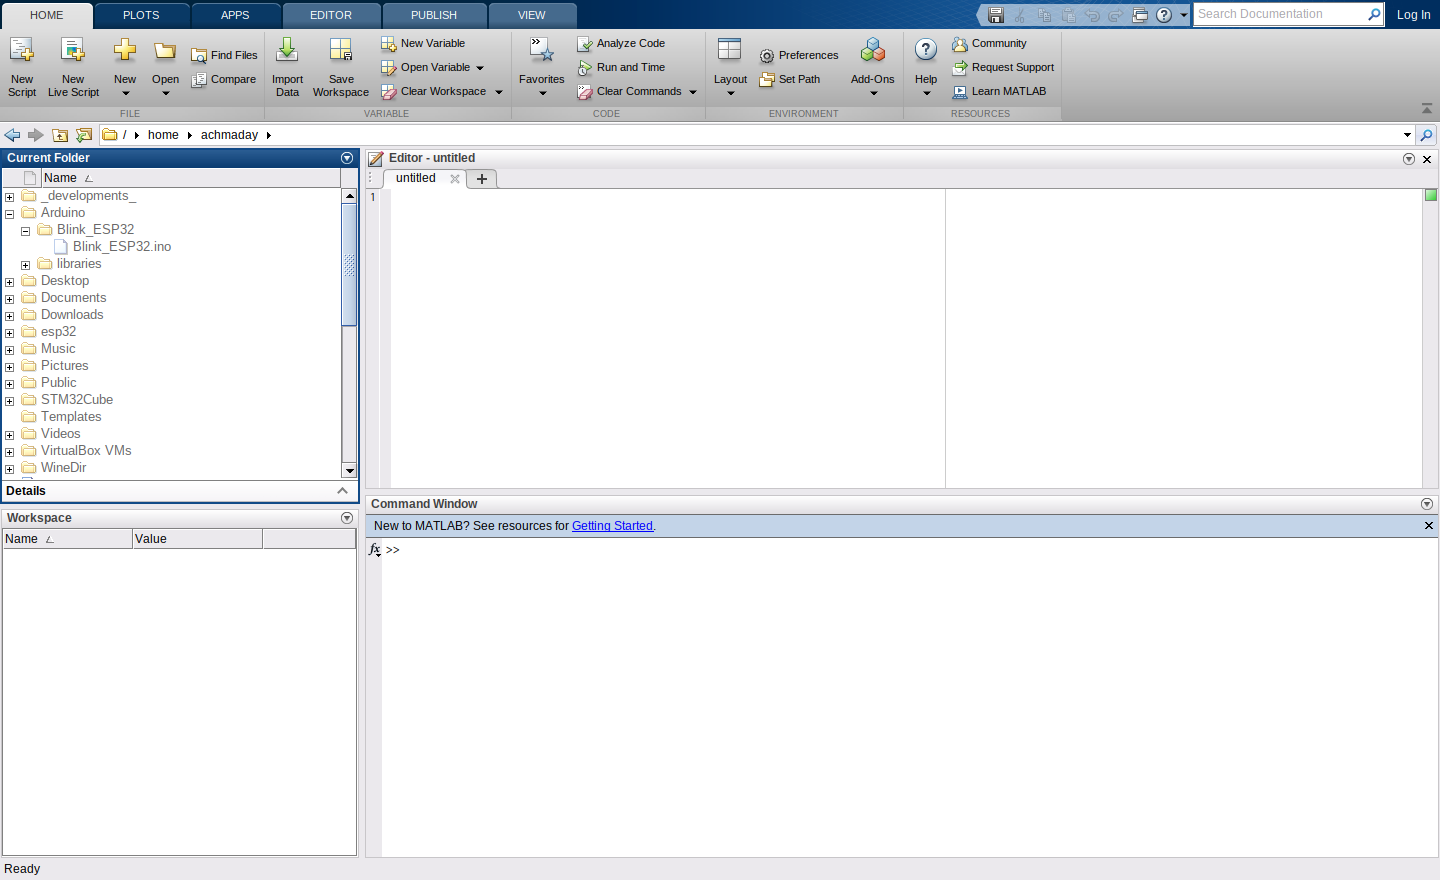 HOME PLOTS APPS EDITOR PUBLISH VIEW Search Documentation Log In
New Script
New Live Script
New
Open
Find Files
Compare
FILE
Import Data
Save Workspace
New Variable
Open Variable
Clear Workspace
VARIABLE
Favorites
Analyze Code
Run and Time
Clear Commands
CODE
Layout
Preferences
Set Path
Add-Ons
ENVIRONMENT
Help
Community
Request Support
Learn MATLAB
RESOURCES
/ home achmaday
Current Folder
Name
_developments_
Arduino
Blink_ESP32
Blink_ESP32.ino
libraries
Desktop
Documents
Downloads
esp32
Music
Pictures
Public
STM32Cube
Templates
Videos
VirtualBox VMs
WineDir
Details
Workspace
Name Value
Editor - untitled
untitled
1
Command Window
New to MATLAB? See resources for Getting Started.
fx >>
Ready